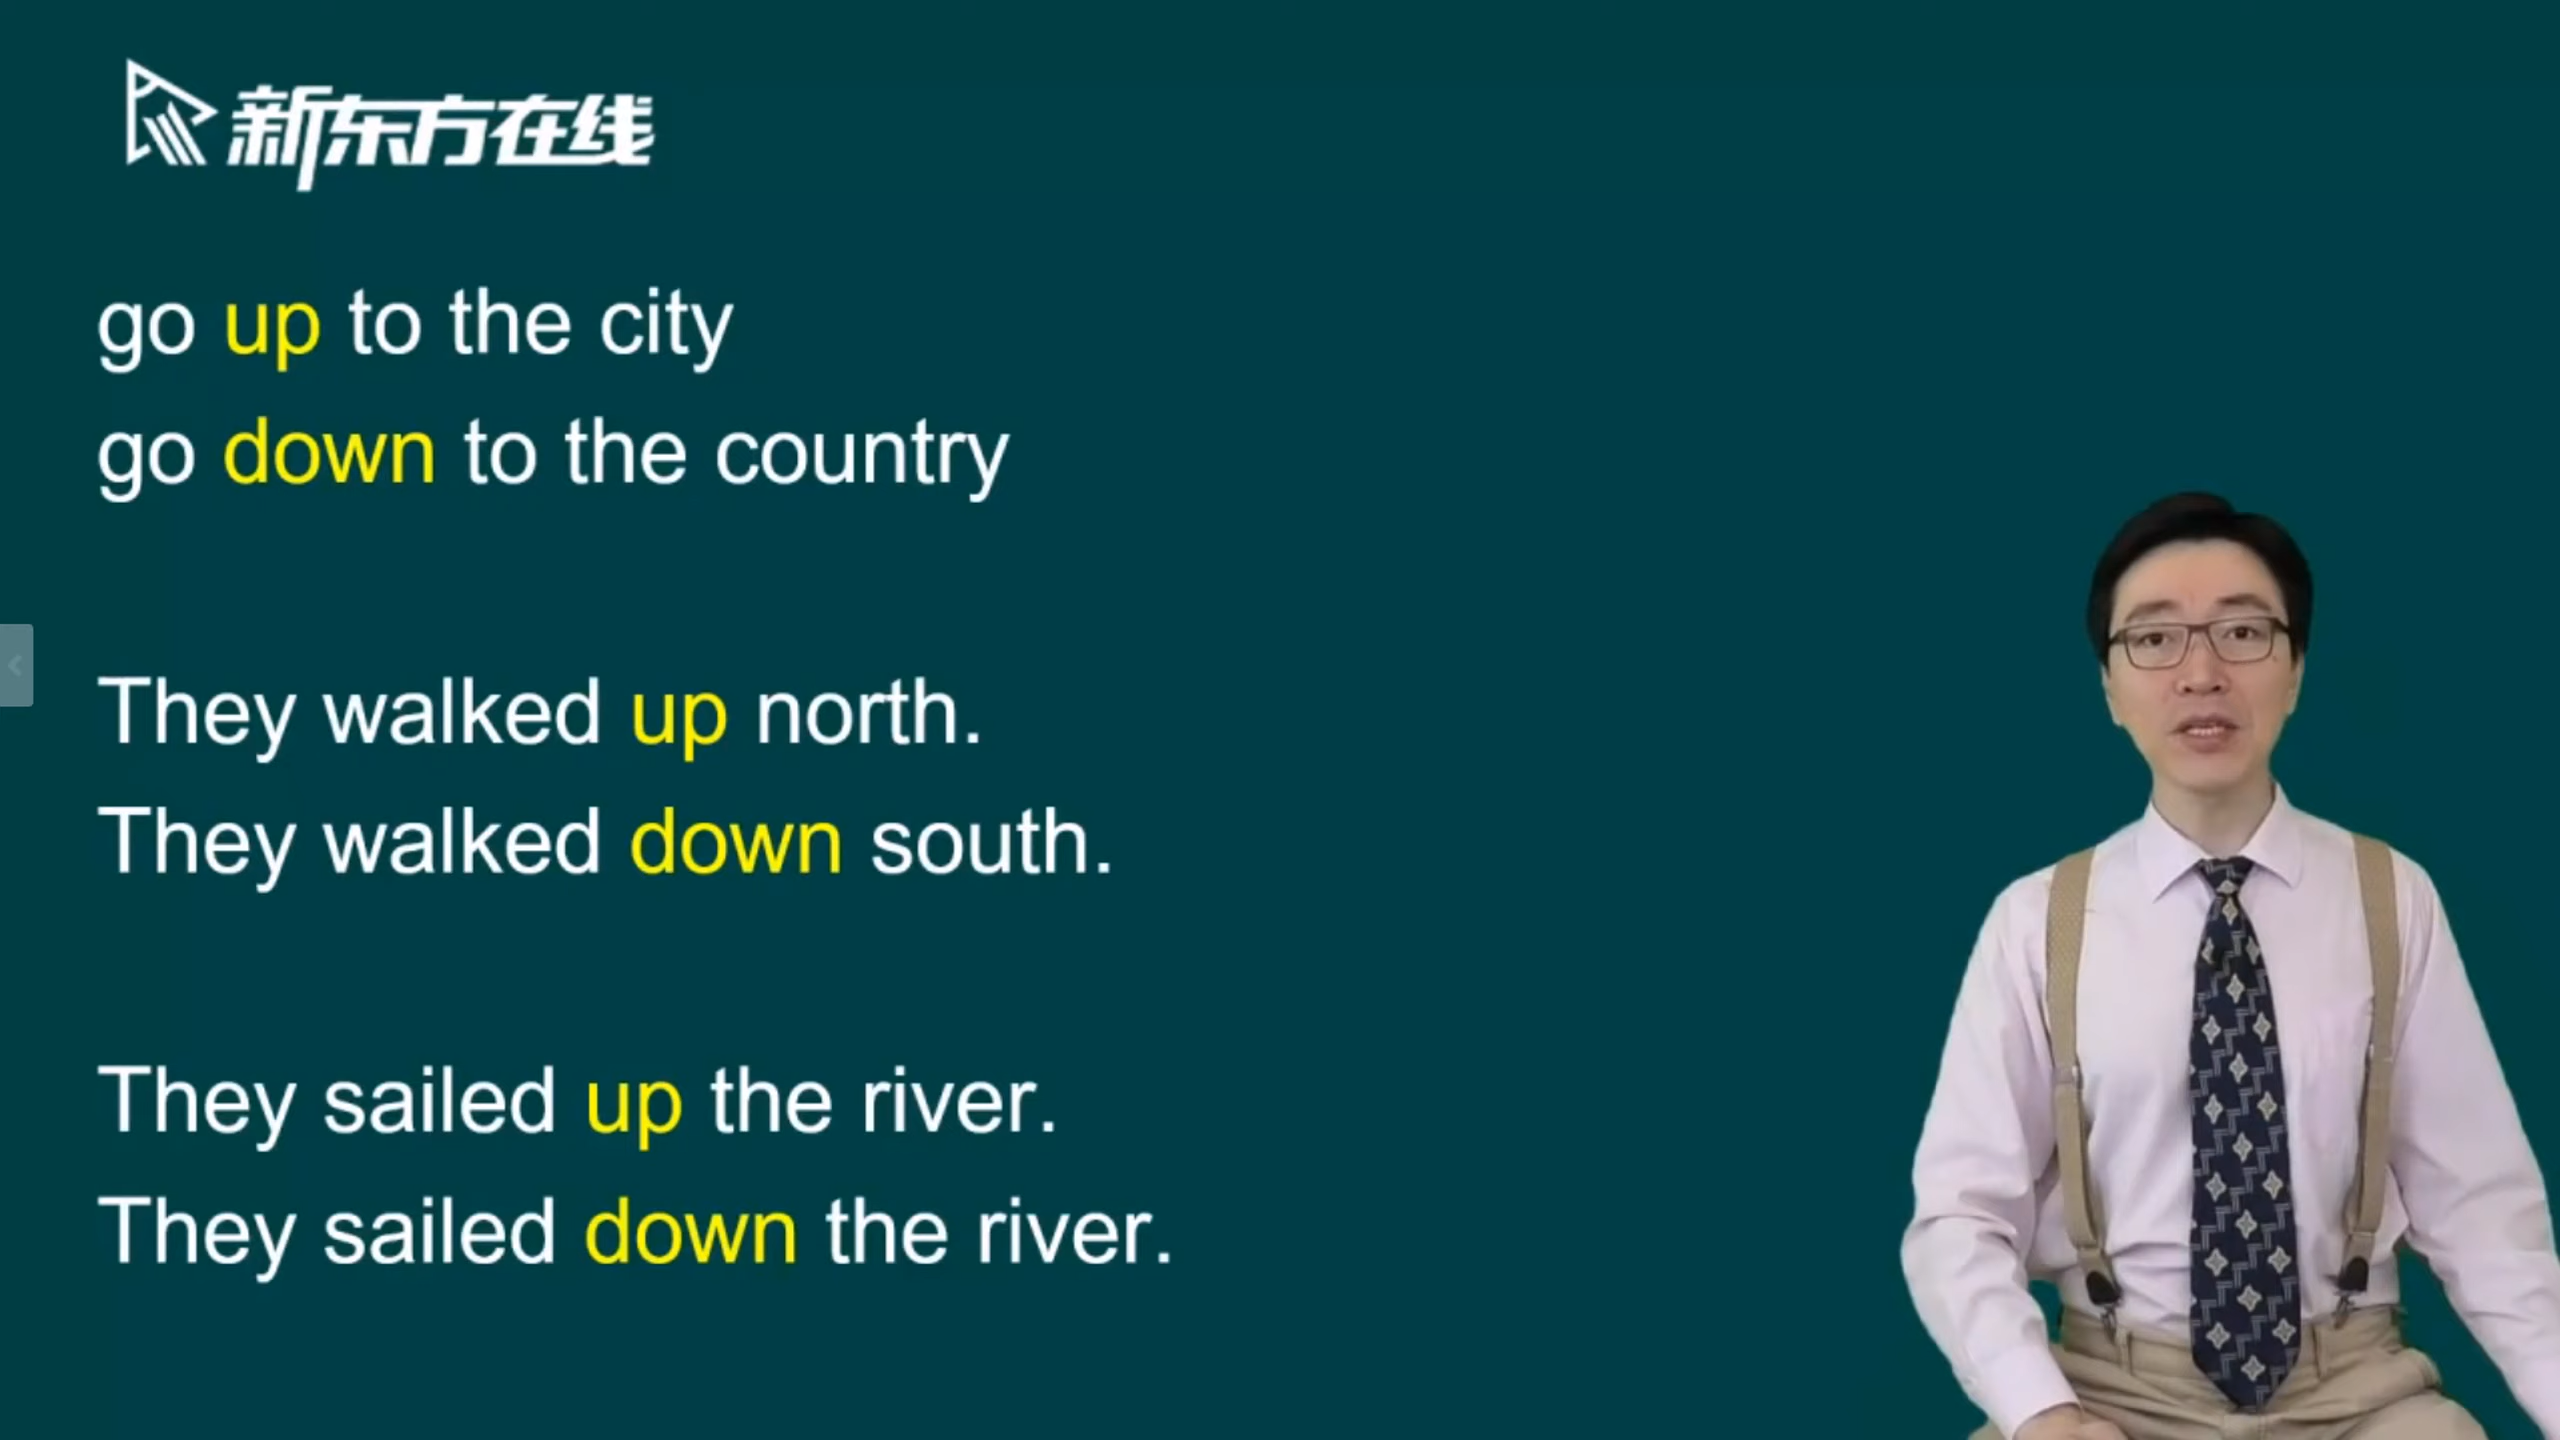 新东方在线
go up to the city
go down to the country
They walked up north.
They walked down south.
They sailed up the river.
They sailed down the river.